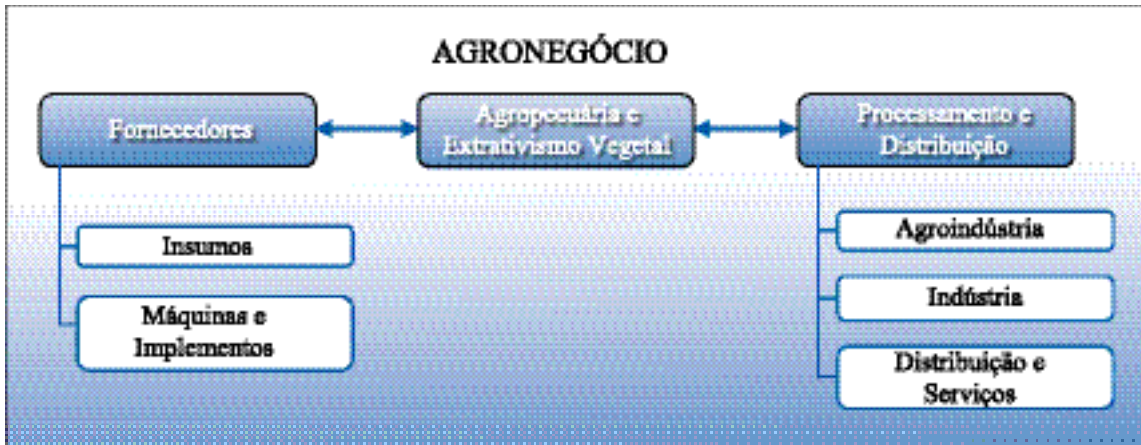 AGRONEGÓCIO
Fornecedores
Agropecuária e
Extrativismo Vegetal
Processamento e
Distribuição
Insumos
Máquinas e
Implementos
Agroindústria
Indústria
Distribuição e
Serviços